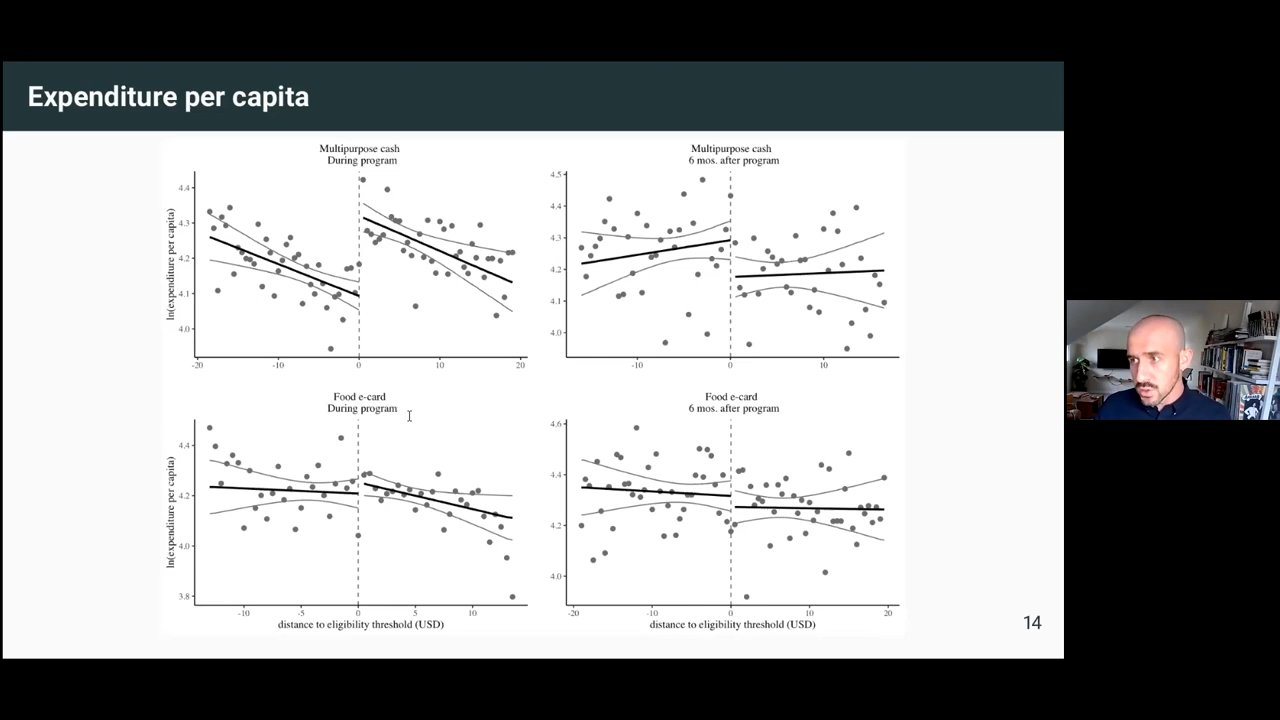 Expenditure per capita
Multipurpose cash
During program
ln(expenditure per capita)
4.4
4.3
4.2
4.1
4.0
-20
-10
0
10
20
Multipurpose cash
6 mos. after program
4.5
4.4
4.3
4.2
4.1
4.0
-10
0
10
Food e-card
During program
ln(expenditure per capita)
4.4
4.2
4.0
3.8
-10
-5
0
5
10
distance to eligibility threshold (USD)
Food e-card
6 mos. after program
4.6
4.4
4.2
4.0
-20
-10
0
10
20
distance to eligibility threshold (USD)
14